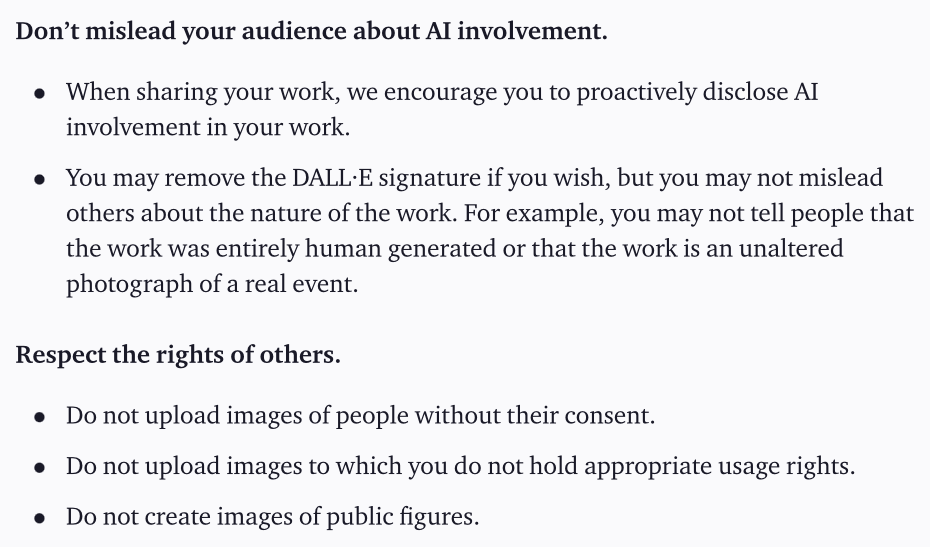 Don’t mislead your audience about AI involvement.
● When sharing your work, we encourage you to proactively disclose AI
involvement in your work.
● You may remove the DALL·E signature if you wish, but you may not mislead
others about the nature of the work. For example, you may not tell people that
the work was entirely human generated or that the work is an unaltered
photograph of a real event.
Respect the rights of others.
● Do not upload images of people without their consent.
● Do not upload images to which you do not hold appropriate usage rights.
● Do not create images of public figures.